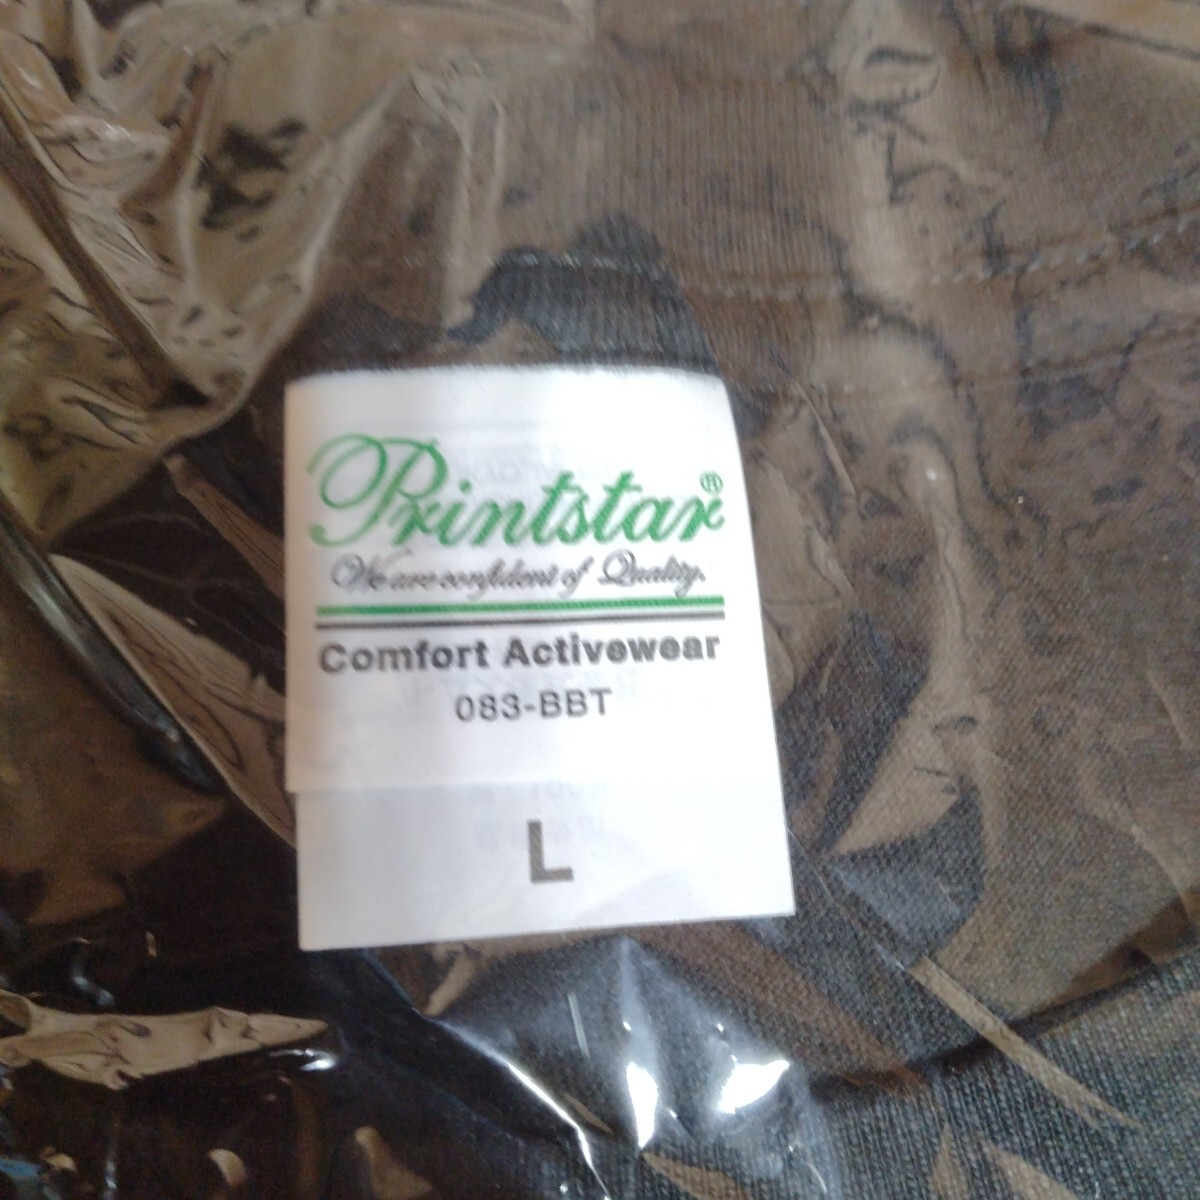 Printstar®
We are confident of Quality.
Comfort Activewear
083-BBT
L